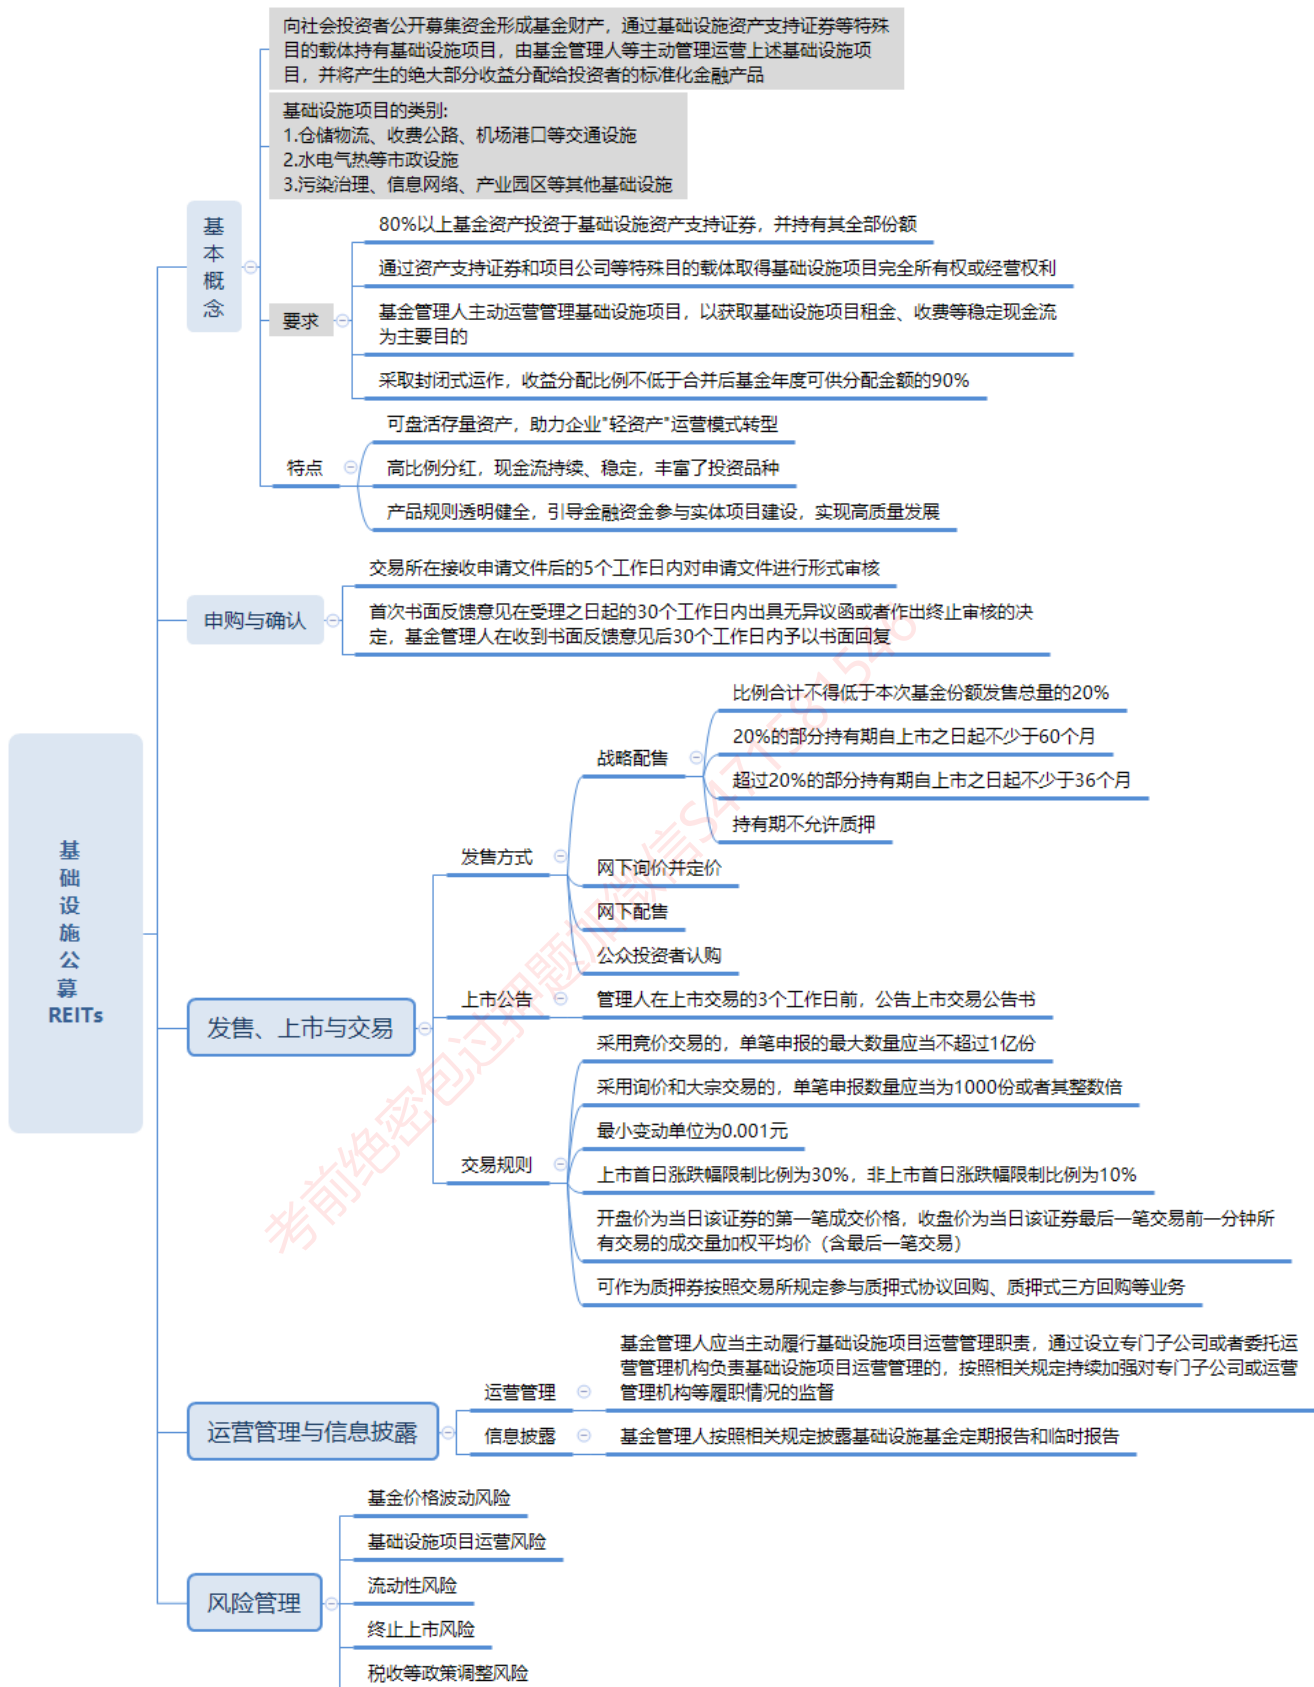 向社会投资者公开募集资金形成基金财产，通过基础设施资产支持证券等特殊
目的载体持有基础设施项目，由基金管理人等主动管理运营上述基础设施项
目，并将产生的绝大部分收益分配给投资者的标准化金融产品
基础设施项目的类别:
1.仓储物流、收费公路、机场港口等交通设施
2.水电气热等市政设施
3.污染治理、信息网络、产业园区等其他基础设施
基
本
概
念
80%以上基金资产投资于基础设施资产支持证券，并持有其全部份额
通过资产支持证券和项目公司等特殊目的载体取得基础设施项目完全所有权或经营权利
要求
基金管理人主动运营管理基础设施项目，以获取基础设施项目租金、收费等稳定现金流
为主要目的
采取封闭式运作，收益分配比例不低于合并后基金年度可供分配金额的90%
可盘活存量资产，助力企业"轻资产"运营模式转型
特点
高比例分红，现金流持续、稳定，丰富了投资品种
产品规则透明健全，引导金融资金参与实体项目建设，实现高质量发展
申购与确认
交易所在接收申请文件后的5个工作日内对申请文件进行形式审核
首次书面反馈意见在受理之日起的30个工作日内出具无异议函或者作出终止审核的决
定，基金管理人在收到书面反馈意见后30个工作日内予以书面回复
基
础
设
施
公
募
REITs
发售、上市与交易
发售方式
战略配售
比例合计不得低于本次基金份额发售总量的20%
20%的部分持有期自上市之日起不少于60个月
超过20%的部分持有期自上市之日起不少于36个月
持有期不允许质押
网下询价并定价
网下配售
公众投资者认购
上市公告
管理人在上市交易的3个工作日前，公告上市交易公告书
交易规则
采用竞价交易的，单笔申报的最大数量应当不超过1亿份
采用询价和大宗交易的，单笔申报数量应当为1000份或者其整数倍
最小变动单位为0.001元
上市首日涨跌幅限制比例为30%，非上市首日涨跌幅限制比例为10%
开盘价为当日该证券的第一笔成交价格，收盘价为当日该证券最后一笔交易前一分钟所
有交易的成交量加权平均价（含最后一笔交易）
可作为质押券按照交易所规定参与质押式协议回购、质押式三方回购等业务
运营管理与信息披露
运营管理
基金管理人应当主动履行基础设施项目运营管理职责，通过设立专门子公司或者委托运
营管理机构负责基础设施项目运营管理的，按照相关规定持续加强对专门子公司或运营
管理机构等履职情况的监督
信息披露
基金管理人按照相关规定披露基础设施基金定期报告和临时报告
风险管理
基金价格波动风险
基础设施项目运营风险
流动性风险
终止上市风险
税收等政策调整风险
考前绝密包过押题加微信S471581546